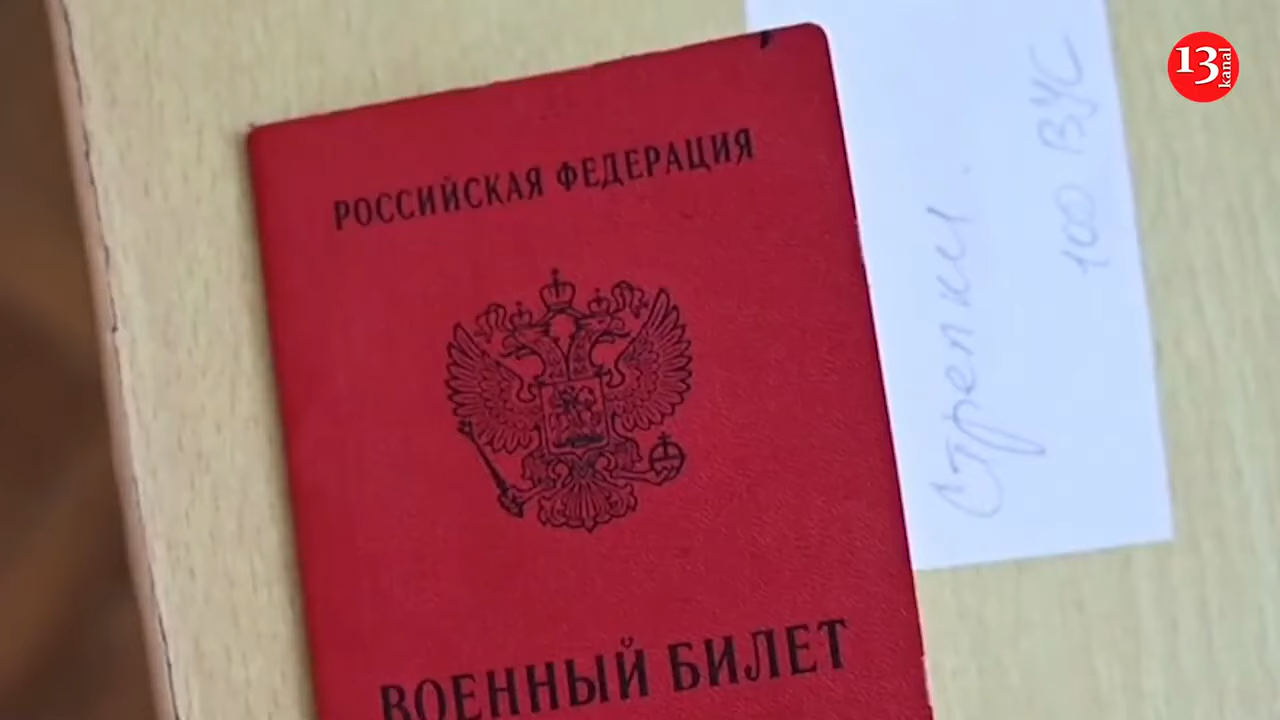 РОССИЙСКАЯ ФЕДЕРАЦИЯ
ВОЕННЫЙ БИЛЕТ
Стрелки.
100 ВУС
13 kanal